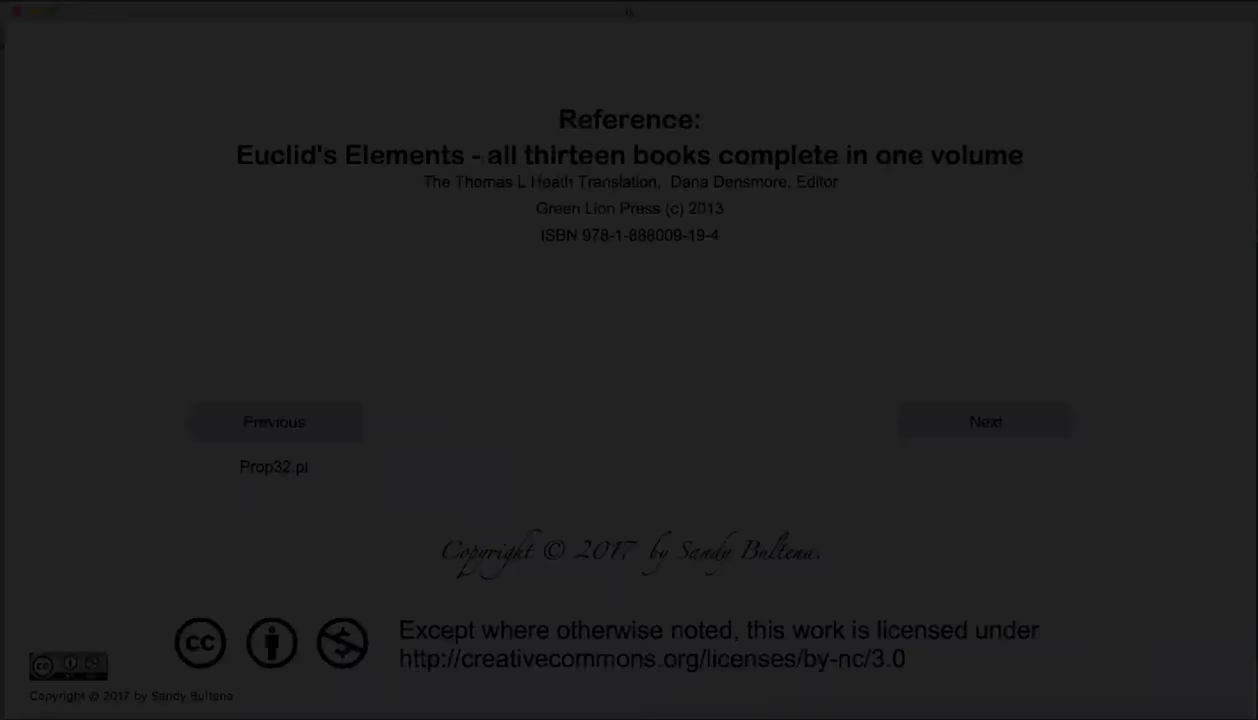 Reference:
Euclid's Elements - all thirteen books complete in one volume
The Thomas L Heath Translation, Dana Densmore, Editor
Green Lion Press (c) 2013
ISBN 978-1-888009-19-4
Previous
Next
Prop32.pl
Copyright © 2017 by Sandy Bultena.
Except where otherwise noted, this work is licensed under
http://creativecommons.org/licenses/by-nc/3.0
Copyright © 2017 by Sandy Bultena